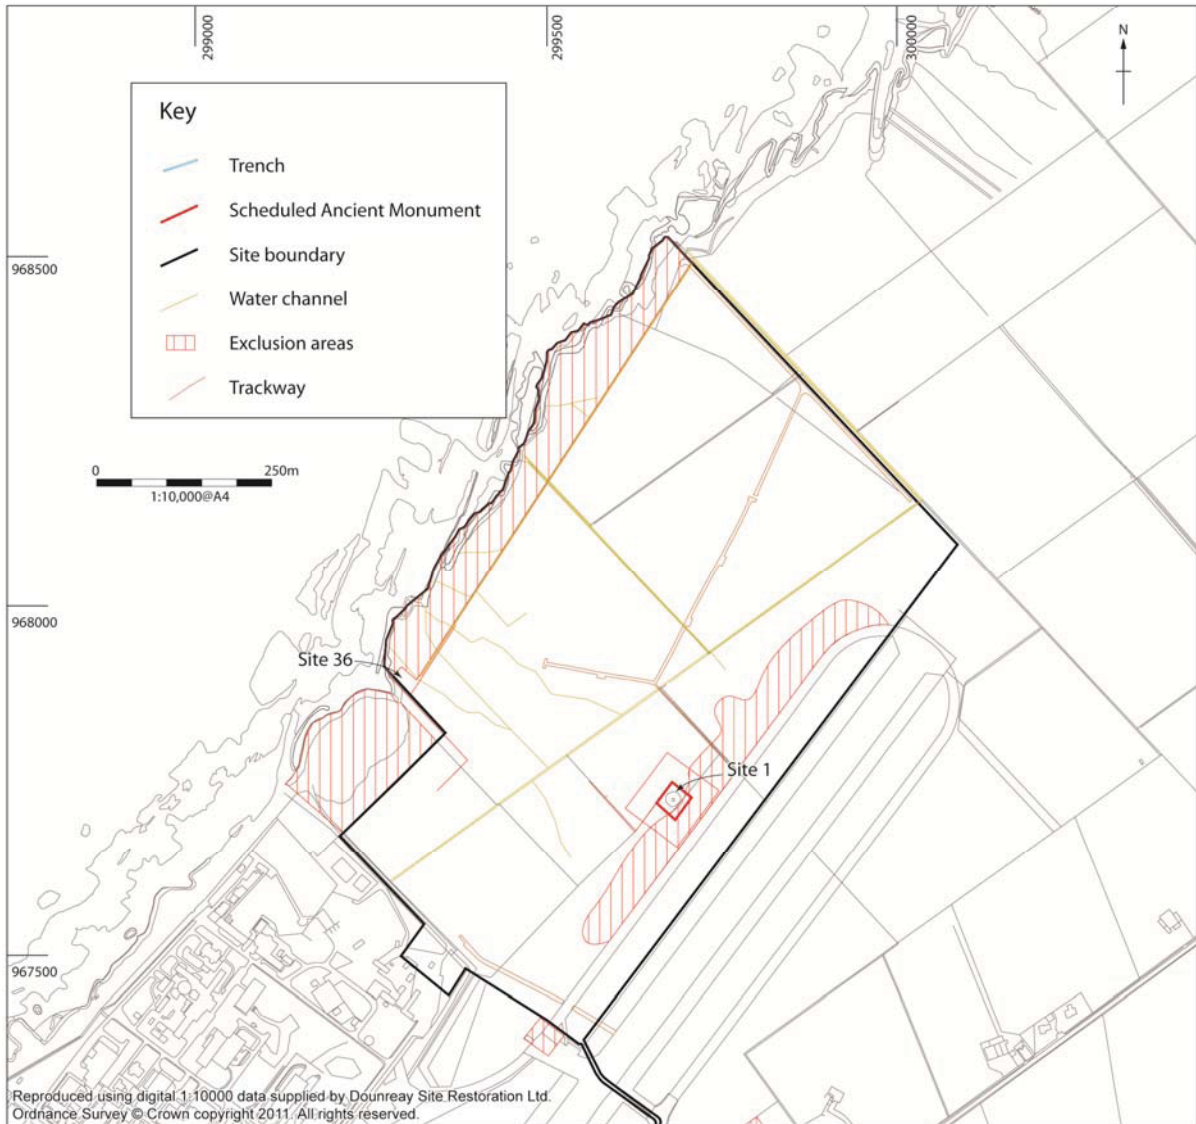 299000
299500
300000
N
Key
Trench
Scheduled Ancient Monument
Site boundary
Water channel
Exclusion areas
Trackway
968500
0 250m
1:10,000@A4
968000
Site 36
Site 1
967500
Reproduced using digital 1:10000 data supplied by Dounreay Site Restoration Ltd.
Ordnance Survey © Crown copyright 2011. All rights reserved.